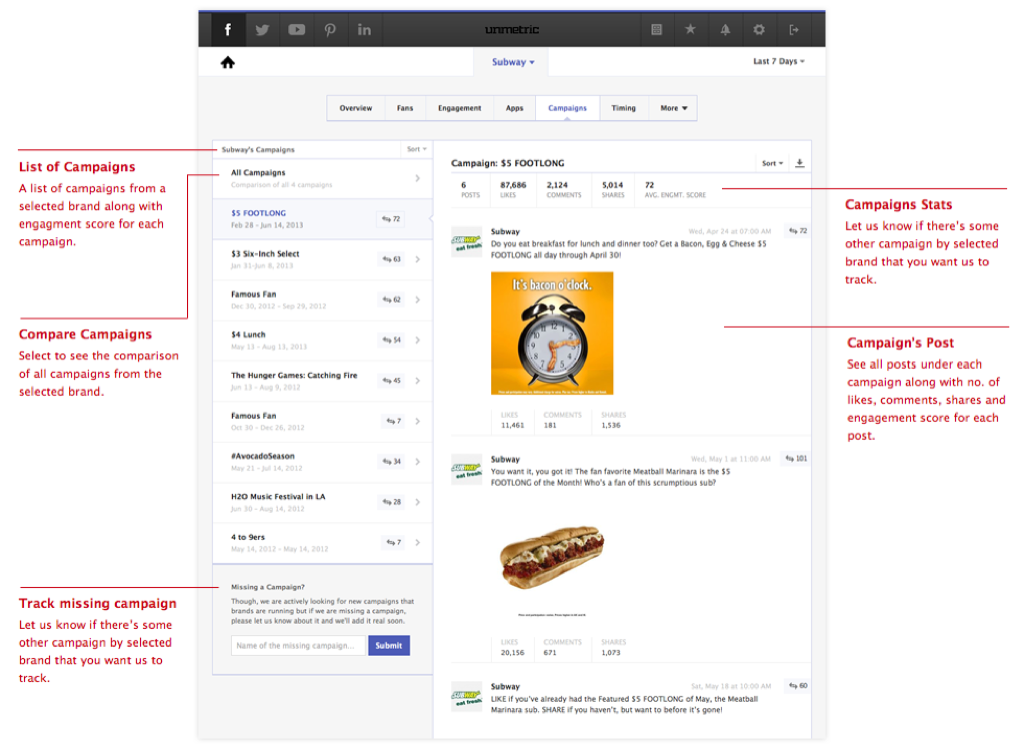 unmetric
Subway
Last 7 Days
Overview
Fans
Engagement
Apps
Campaigns
Timing
More
List of Campaigns
A list of campaigns from a
selected brand along with
engagment score for each
campaign.
Compare Campaigns
Select to see the comparison
of all campaigns from the
selected brand.
Track missing campaign
Let us know if there's some
other campaign by selected
brand that you want us to
track.
Subway's Campaigns
Sort
All Campaigns
Comparison of all 4 campaigns
$5 FOOTLONG
72
Feb 28 - Jun 14, 2013
$3 Six-Inch Select
63
Jan 31-Jun 8, 2013
Famous Fan
62
Dec 30, 2012 - Sep 29, 2012
$4 Lunch
54
May 13 - Aug 13, 2013
The Hunger Games: Catching Fire
45
Jun 13 - Aug 9, 2012
Famous Fan
7
Oct 30 - Dec 26, 2012
#AvocadoSeason
34
May 21 - Jul 14, 2012
H2O Music Festival in LA
28
Jun 30 - Aug 14, 2012
4 to 9ers
7
May 14, 2012 - May 14, 2012
Missing a Campaign?
Though, we are actively looking for new campaigns that
brands are running but if we are missing a campaign,
please let us know about it and we'll add it real soon.
Name of the missing campaign...
Submit
Campaign: $5 FOOTLONG
Sort
6
POSTS
87,686
LIKES
2,124
COMMENTS
5,014
SHARES
72
AVG. ENGMT. SCORE
SUBWAY
eat fresh
Subway
Wed, Apr 24 at 07:00 AM
72
Do you eat breakfast for lunch and dinner too? Get a Bacon, Egg & Cheese $5
FOOTLONG all day through April 30!
It's bacon o'clock.
LIKES
11,461
COMMENTS
181
SHARES
1,536
SUBWAY
eat fresh
Subway
Wed, May 1 at 11:00 AM
101
You want it, you got it! The fan favorite Meatball Marinara is the $5
FOOTLONG of the Month! Who's a fan of this scrumptious sub?
LIKES
20,156
COMMENTS
671
SHARES
1,073
SUBWAY
eat fresh
Subway
Sat, May 18 at 10:00 AM
60
LIKE if you've already had the Featured $5 FOOTLONG of May, the Meatball
Marinara sub. SHARE if you haven't, but want to before it's gone!
Campaigns Stats
Let us know if there's some
other campaign by selected
brand that you want us to
track.
Campaign's Post
See all posts under each
campaign along with no. of
likes, comments, shares and
engagement score for each
post.